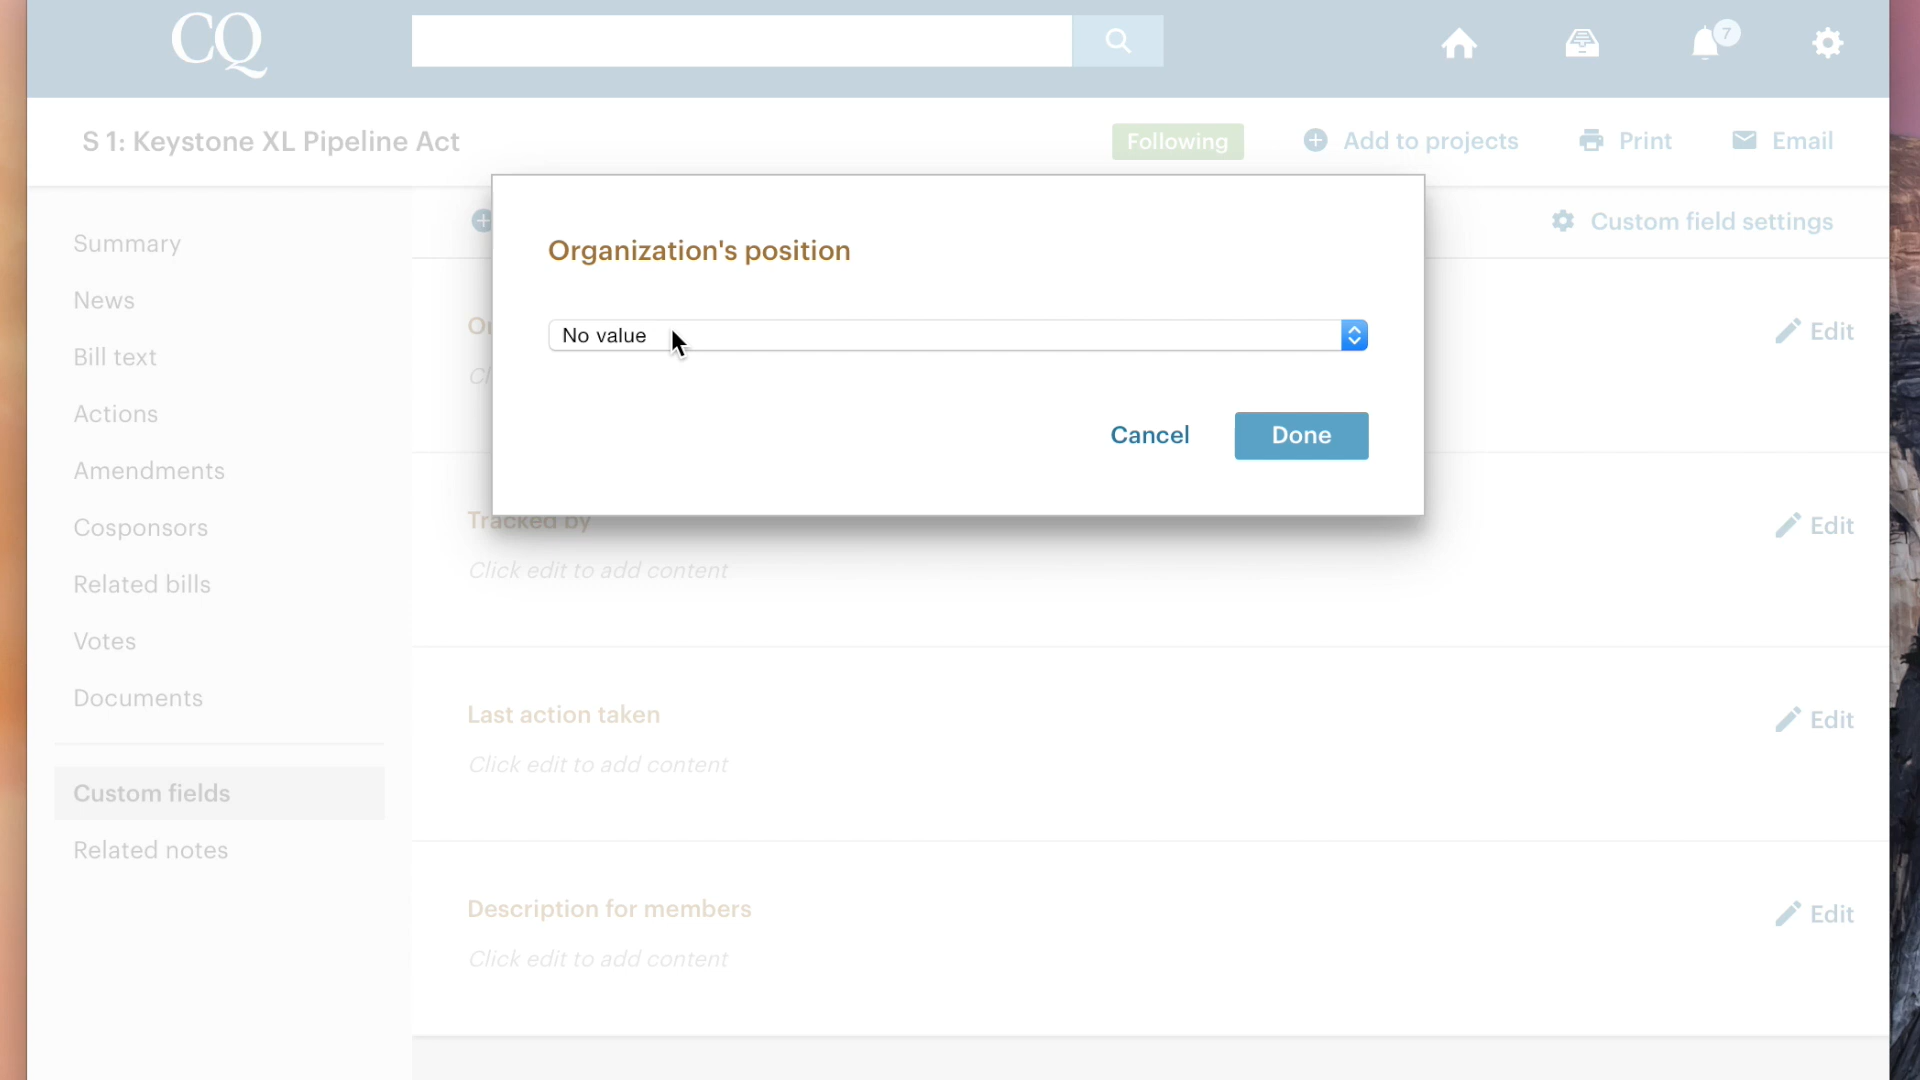 CQ
7
S 1: Keystone XL Pipeline Act
Following
Add to projects
Print
Email
Summary
News
Bill text
Actions
Amendments
Cosponsors
Related bills
Votes
Documents
Custom fields
Related notes
Custom field settings
Organization's position
No value
Cancel
Done
Edit
Tracked by
Click edit to add content
Edit
Last action taken
Click edit to add content
Edit
Description for members
Click edit to add content
Edit